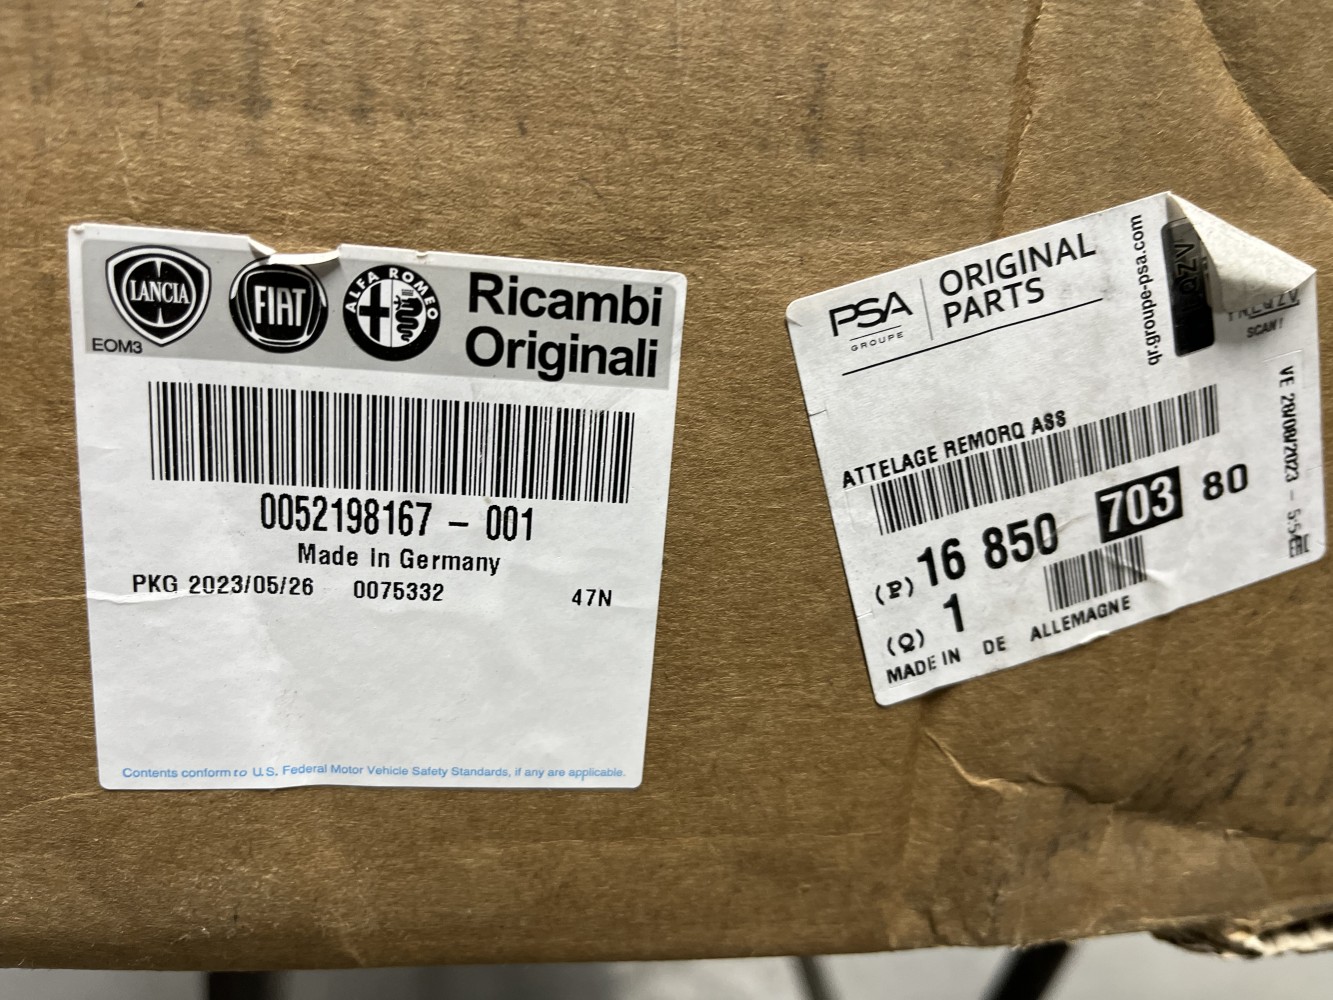 LANCIA
FIAT
ALFA ROMEO
Ricambi
Originali
EOM3
0052198167 - 001
Made In Germany
PKG 2023/05/26 0075332 47N
Contents conform to U.S. Federal Motor Vehicle Safety Standards, if any are applicable.
PSA
GROUPE
ORIGINAL
PARTS
qr.groupe-psa.com
SCAN
ATTELAGE REMORQ ASS
(P) 16 850 703 80
(Q) 1
MADE IN DE ALLEMAGNE
EAC